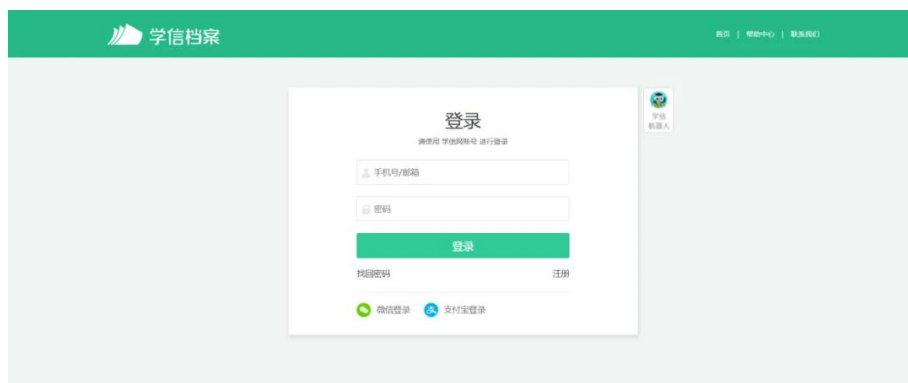 学信档案
首页 | 帮助中心 | 联系我们
登录
请使用 学信网账号 进行登录
学信
机器人
手机号/邮箱
密码
登录
找回密码 注册
微信登录 支付宝登录